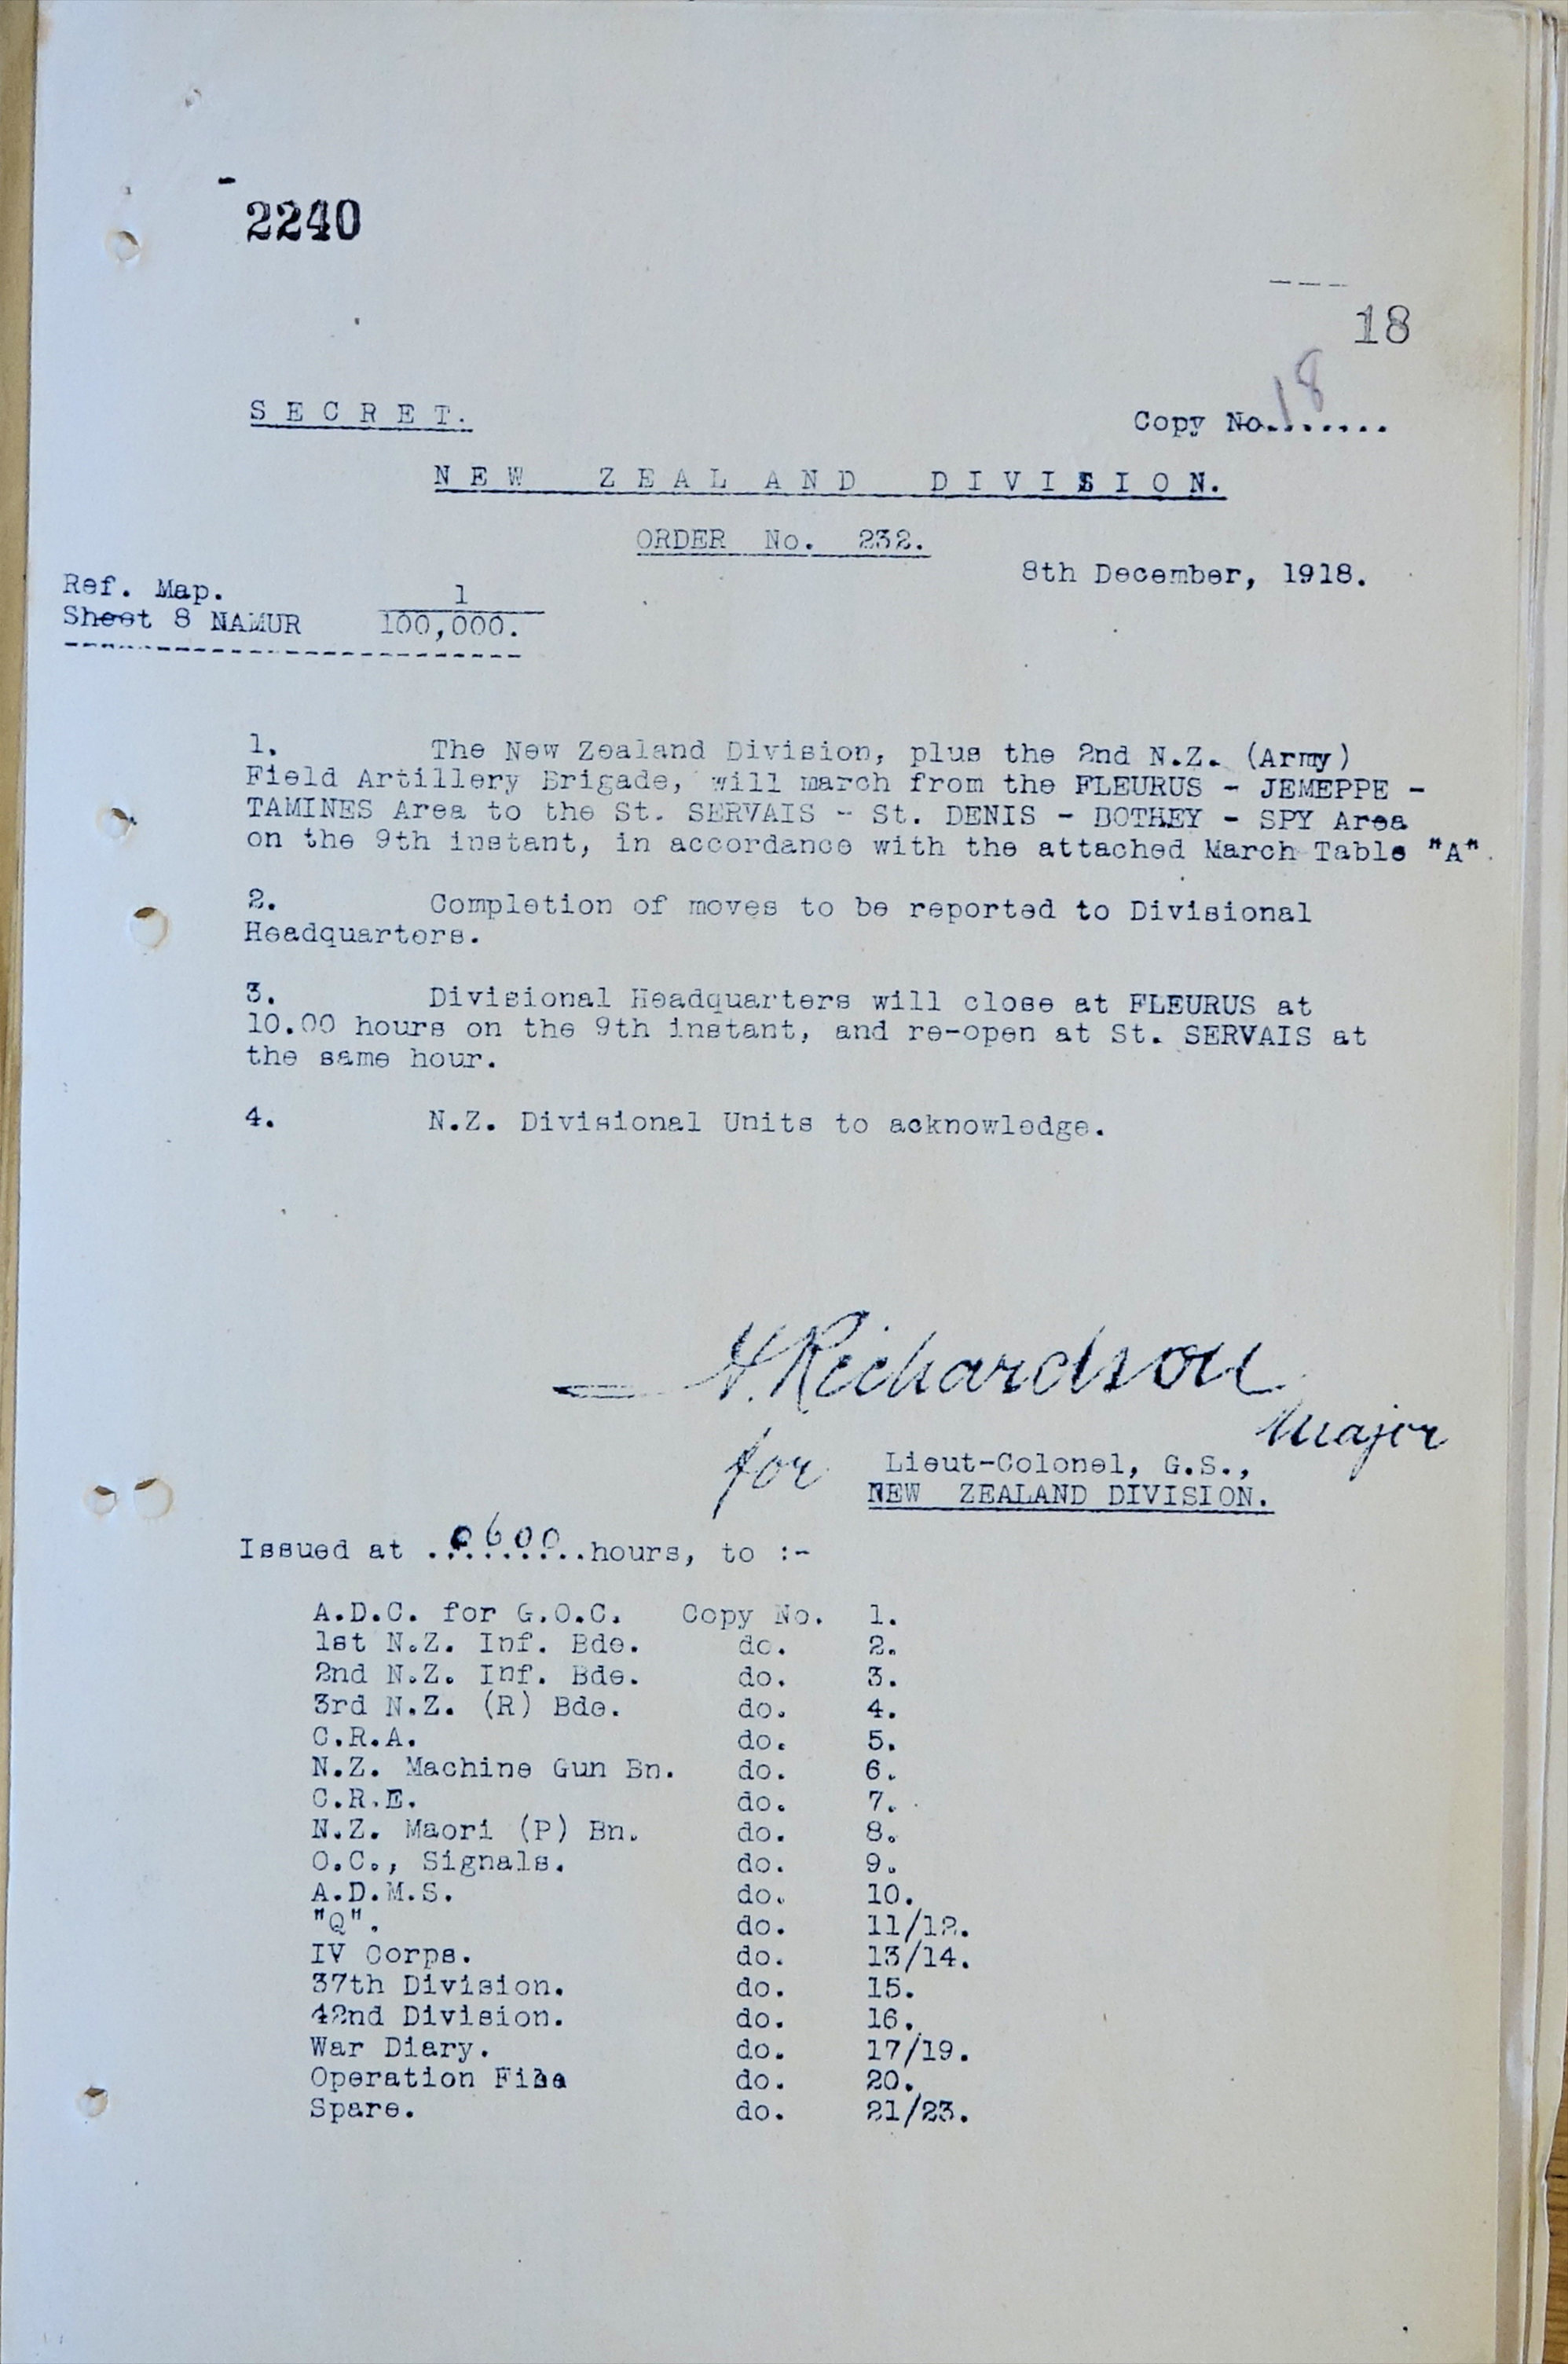 2240
18
SECRET.
Copy No. 18
NEW ZEALAND DIVISION.
ORDER No. 232.
8th December, 1918.
Ref. Map.
Sheet 8 NAMUR 1/100,000.
1. The New Zealand Division, plus the 2nd N.Z. (Army)
Field Artillery Brigade, will march from the FLEURUS - JEMEPPE -
TAMINES Area to the St. SERVAIS - St. DENIS - BOTHEY - SPY Area
on the 9th instant, in accordance with the attached March Table "A".
2. Completion of moves to be reported to Divisional
Headquarters.
3. Divisional Headquarters will close at FLEURUS at
10.00 hours on the 9th instant, and re-open at St. SERVAIS at
the same hour.
4. N.Z. Divisional Units to acknowledge.
H. Richardson
Major
for Lieut-Colonel, G.S.,
NEW ZEALAND DIVISION.
Issued at 0600 hours, to :-
A.D.C. for G.O.C. Copy No. 1.
1st N.Z. Inf. Bde. do. 2.
2nd N.Z. Inf. Bde. do. 3.
3rd N.Z. (R) Bde. do. 4.
C.R.A. do. 5.
N.Z. Machine Gun Bn. do. 6.
C.R.E. do. 7.
N.Z. Maori (P) Bn. do. 8.
O.C., Signals. do. 9.
A.D.M.S. do. 10.
"Q". do. 11/12.
IV Corps. do. 13/14.
37th Division. do. 15.
42nd Division. do. 16.
War Diary. do. 17/19.
Operation File do. 20.
Spare. do. 21/23.